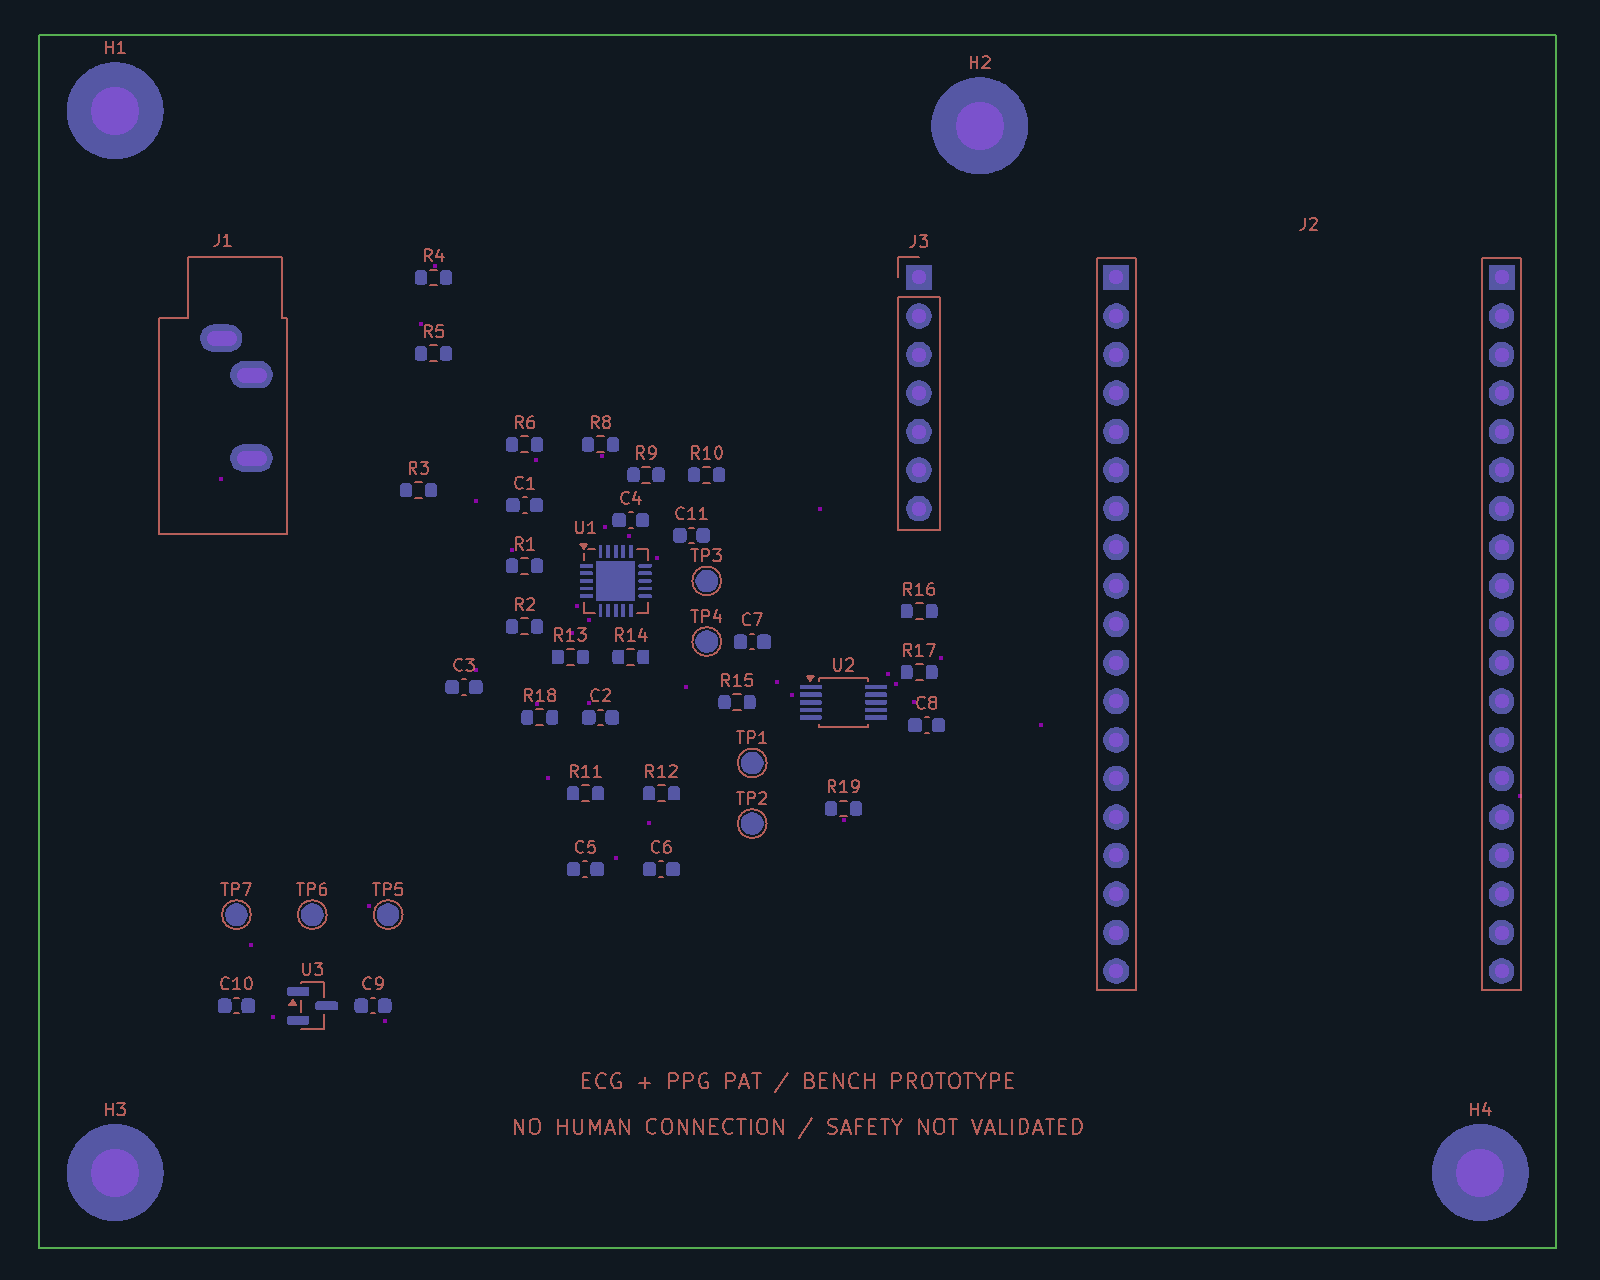 H1
H2
J2
J1
J3
R4
R5
R6
R8
R9
R10
R3
C1
C4
C11
U1
R1
TP3
R16
R2
TP4
C7
R13
R14
R17
C3
U2
R15
R18
C2
C8
TP1
R11
R12
R19
TP2
C5
C6
TP7
TP6
TP5
U3
C10
C9
ECG + PPG PAT / BENCH PROTOTYPE
H3
H4
NO HUMAN CONNECTION / SAFETY NOT VALIDATED